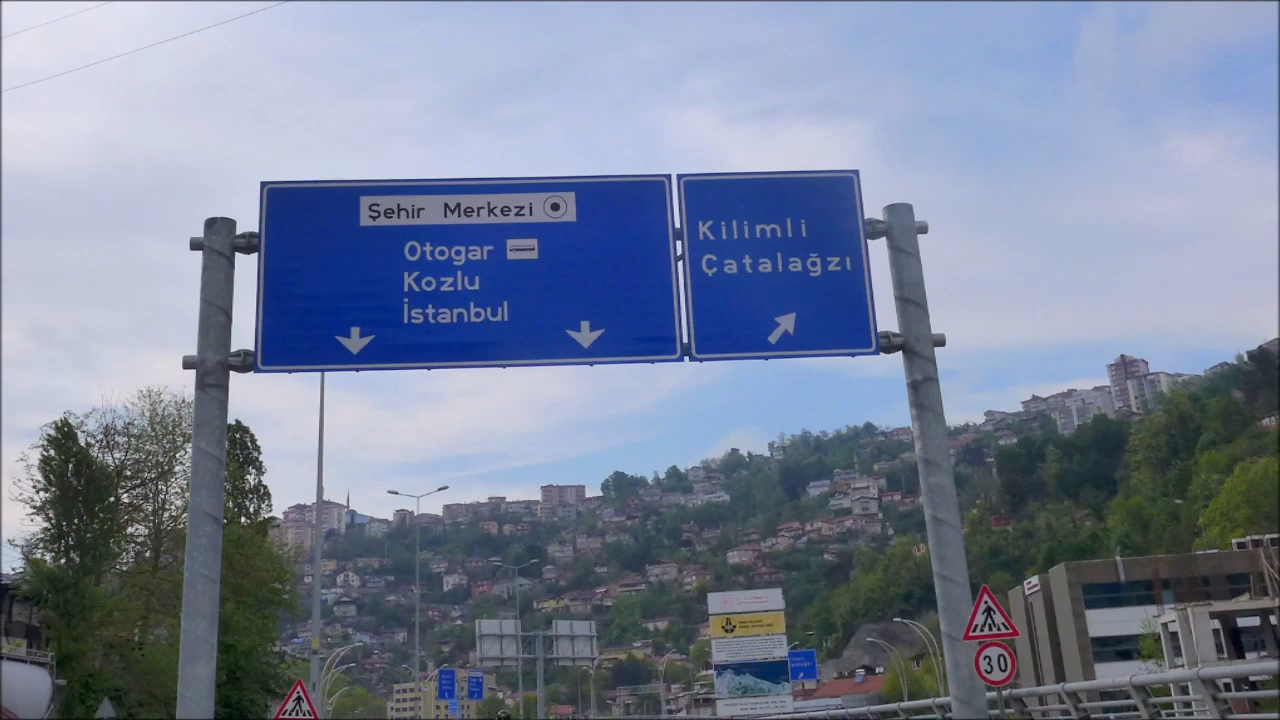 Şehir Merkezi
Otogar
Kozlu
İstanbul
Kilimli
Çatalağzı
30